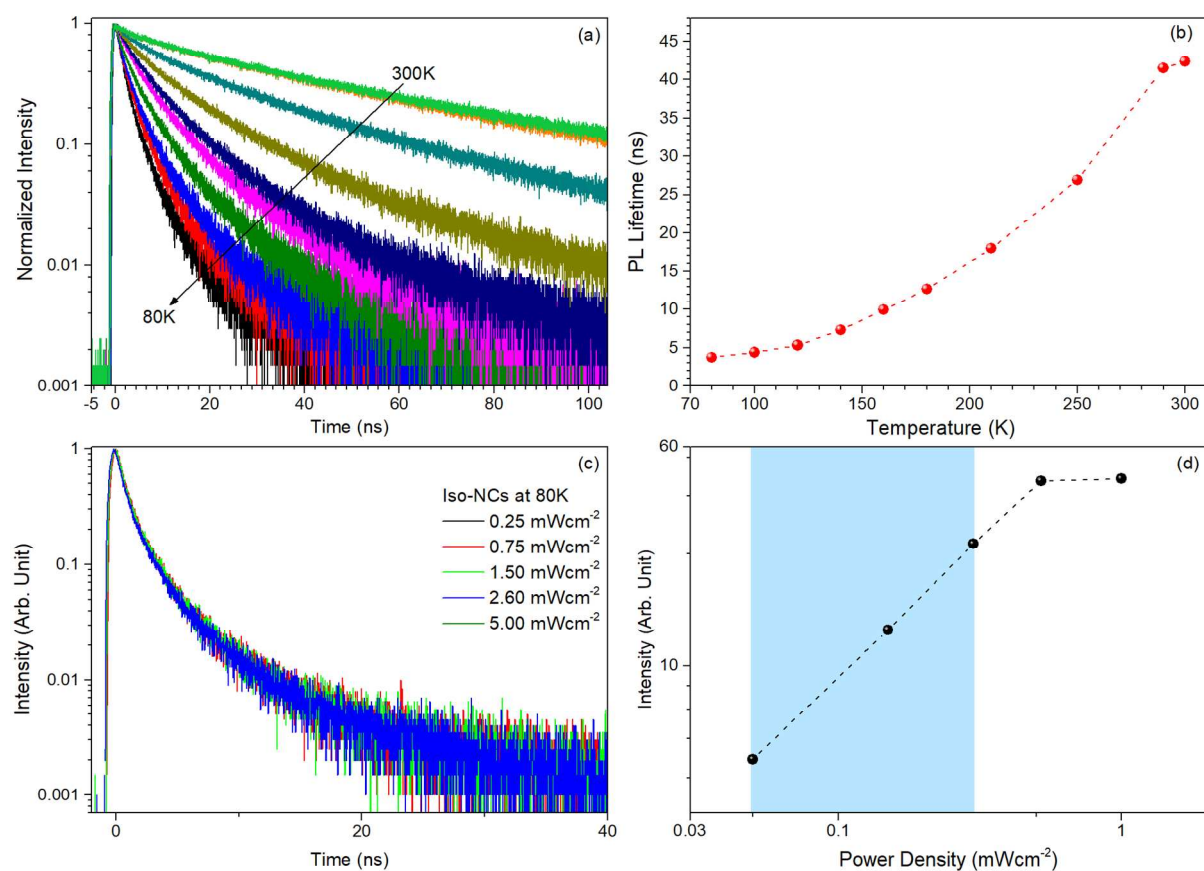 (a)
300K
80K
1
0.1
0.01
0.001
Normalized Intensity
-5 0 20 40 60 80 100
Time (ns)
(b)
45
40
35
30
25
20
15
10
5
0
PL Lifetime (ns)
70 100 150 200 250 300
Temperature (K)
(c)
Iso-NCs at 80K
0.25 mWcm-2
0.75 mWcm-2
1.50 mWcm-2
2.60 mWcm-2
5.00 mWcm-2
1
0.1
0.01
0.001
Intensity (Arb. Unit)
0 20 40
Time (ns)
(d)
60
10
Intensity (Arb. Unit)
0.03 0.1 1
Power Density (mWcm-2)